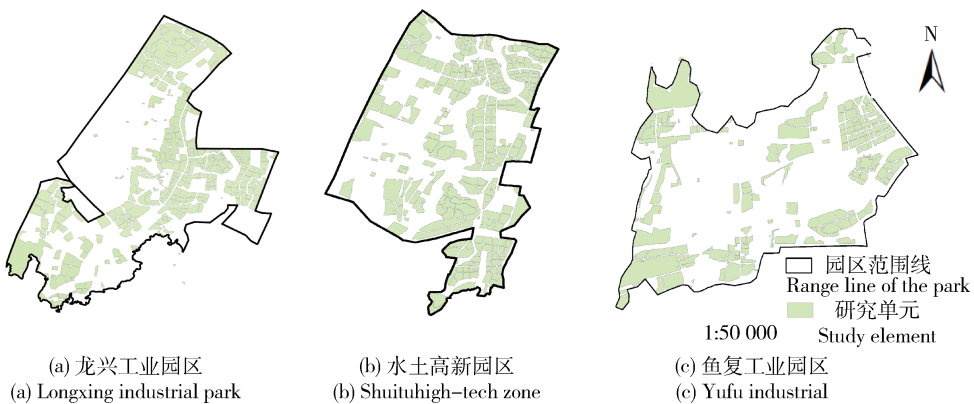 N
园区范围线
Range line of the park
研究单元
1:50 000
Study element
(a) 龙兴工业园区
(b) 水土高新园区
(c) 鱼复工业园区
(a) Longxing industrial park
(b) Shuituhigh-tech zone
(c) Yufu industrial